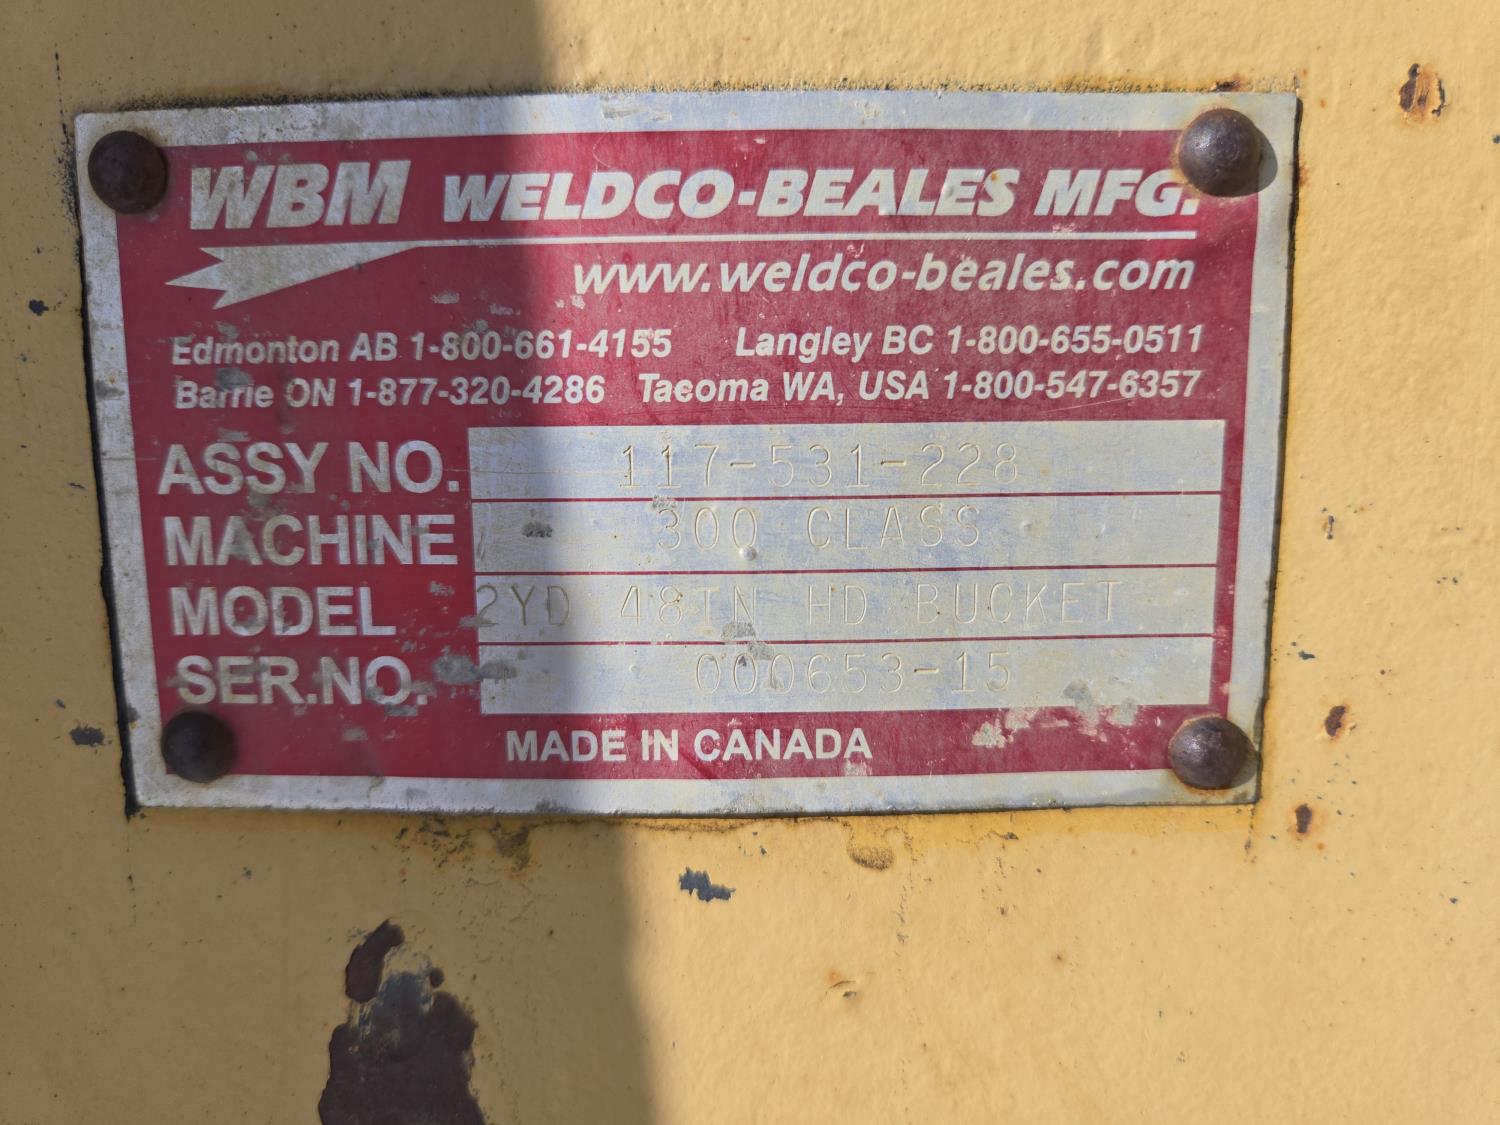 WBM WELDCO-BEALES MFG.
www.weldco-beales.com
Edmonton AB 1-800-661-4155 Langley BC 1-800-655-0511
Barrie ON 1-877-320-4286 Tacoma WA, USA 1-800-547-6357
ASSY NO. 117-531-228
MACHINE 300 CLASS
MODEL 2YD 48IN HD BUCKET
SER.NO. 000653-15
MADE IN CANADA